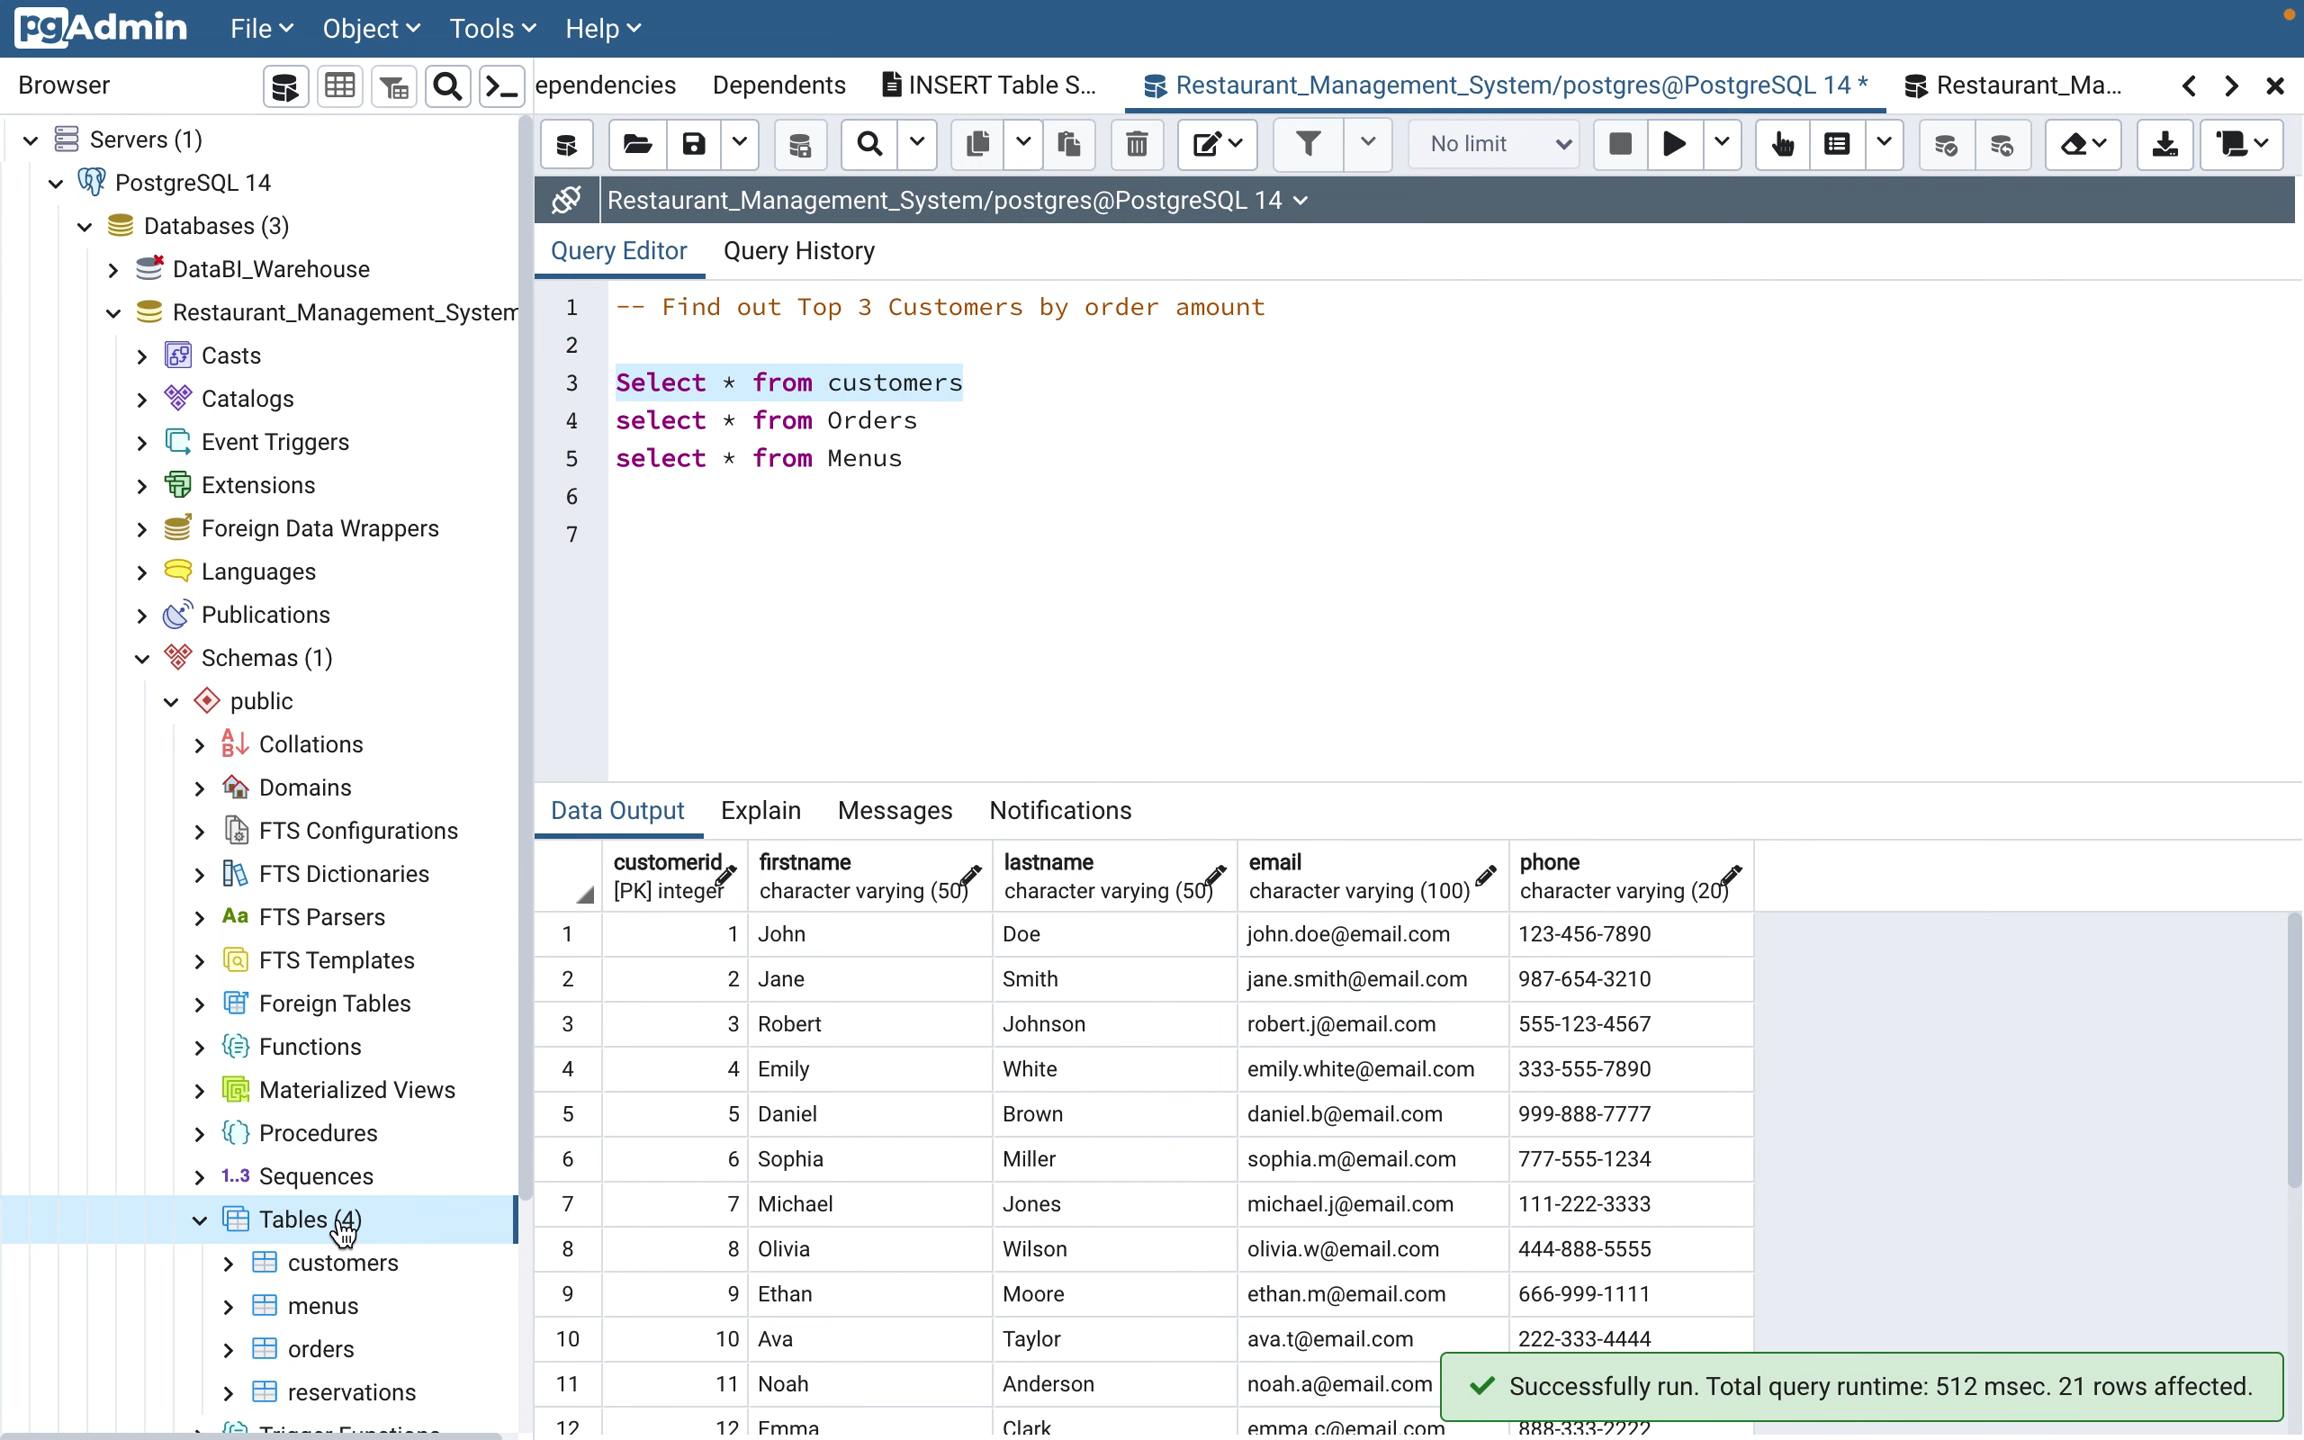 pgAdmin File Object Tools Help
Browser
ependencies Dependents INSERT Table S... Restaurant_Management_System/postgres@PostgreSQL 14 * Restaurant_Ma...
No limit
Restaurant_Management_System/postgres@PostgreSQL 14
Query Editor Query History
Servers (1)
PostgreSQL 14
Databases (3)
DataBI_Warehouse
Restaurant_Management_System
Casts
Catalogs
Event Triggers
Extensions
Foreign Data Wrappers
Languages
Publications
Schemas (1)
public
Collations
Domains
FTS Configurations
FTS Dictionaries
Aa FTS Parsers
FTS Templates
Foreign Tables
Functions
Materialized Views
Procedures
1..3 Sequences
Tables (4)
customers
menus
orders
reservations
1 -- Find out Top 3 Customers by order amount
2
3 Select * from customers
4 select * from Orders
5 select * from Menus
6
7
Data Output Explain Messages Notifications
customerid firstname lastname email phone
[PK] integer character varying (50) character varying (50) character varying (100) character varying (20)
1 1 John Doe john.doe@email.com 123-456-7890
2 2 Jane Smith jane.smith@email.com 987-654-3210
3 3 Robert Johnson robert.j@email.com 555-123-4567
4 4 Emily White emily.white@email.com 333-555-7890
5 5 Daniel Brown daniel.b@email.com 999-888-7777
6 6 Sophia Miller sophia.m@email.com 777-555-1234
7 7 Michael Jones michael.j@email.com 111-222-3333
8 8 Olivia Wilson olivia.w@email.com 444-888-5555
9 9 Ethan Moore ethan.m@email.com 666-999-1111
10 10 Ava Taylor ava.t@email.com 222-333-4444
11 11 Noah Anderson noah.a@email.com
12 12 Emma Clark emma.c@email.com 888-333-2222
Successfully run. Total query runtime: 512 msec. 21 rows affected.